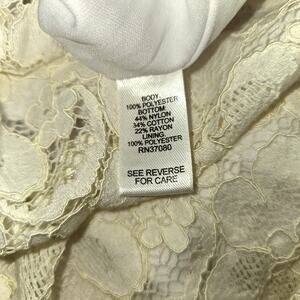 BODY:
100% POLYESTER
BOTTOM:
44% NYLON
34% COTTON
22% RAYON
LINING:
100% POLYESTER
RN37080
SEE REVERSE
FOR CARE